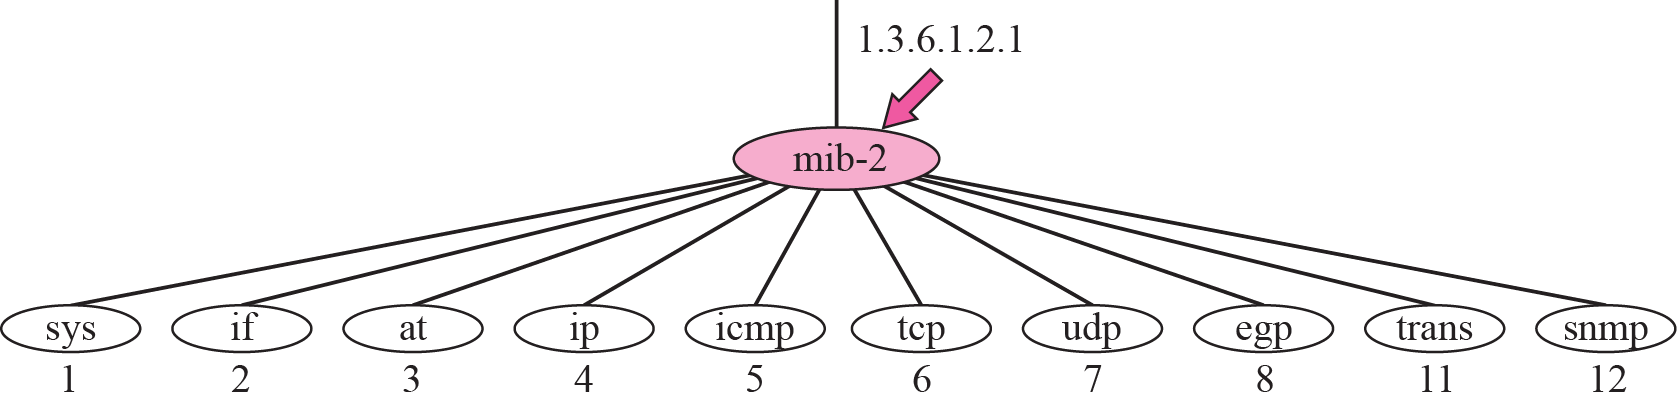 1.3.6.1.2.1
mib-2
sys if at ip icmp tcp udp egp trans snmp
1 2 3 4 5 6 7 8 11 12